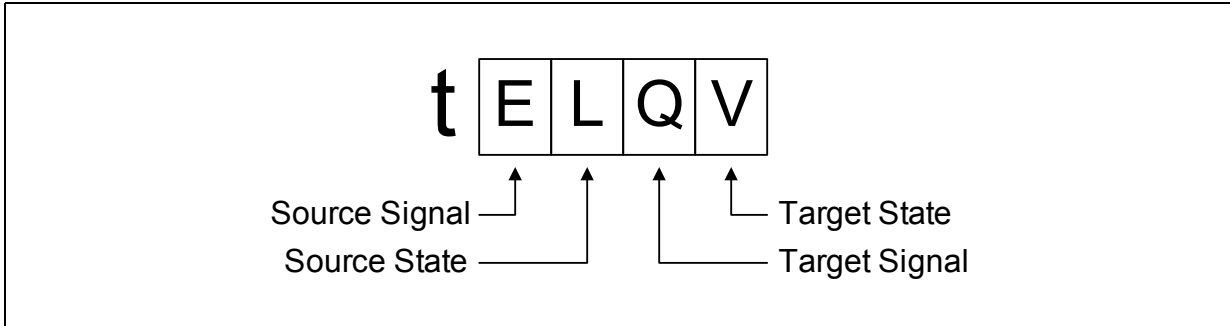 t E L Q V
Source Signal Target State
Source State Target Signal